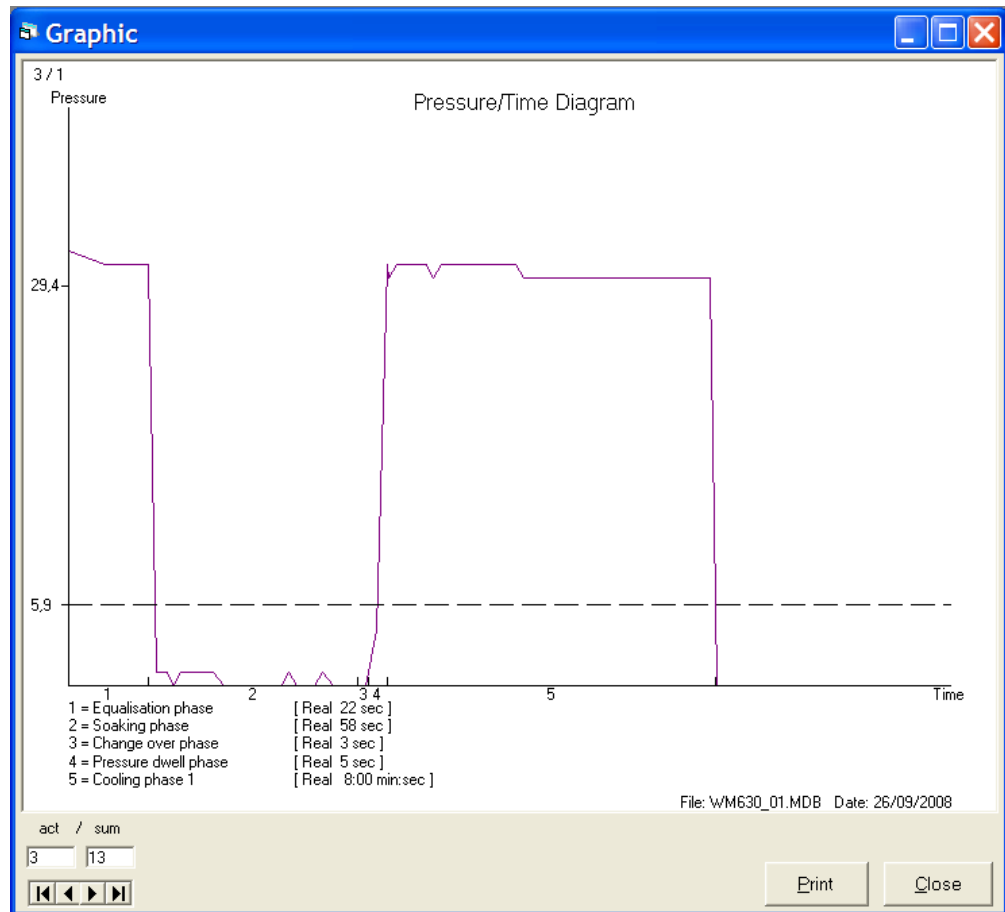 Graphic
3 / 1
Pressure
Pressure/Time Diagram
29,4
5,9
1 2 3 4 5 Time
1 = Equalisation phase [ Real 22 sec ]
2 = Soaking phase [ Real 58 sec ]
3 = Change over phase [ Real 3 sec ]
4 = Pressure dwell phase [ Real 5 sec ]
5 = Cooling phase 1 [ Real 8:00 min:sec ]
File: WM630_01.MDB Date: 26/09/2008
act / sum
3 13
Print Close